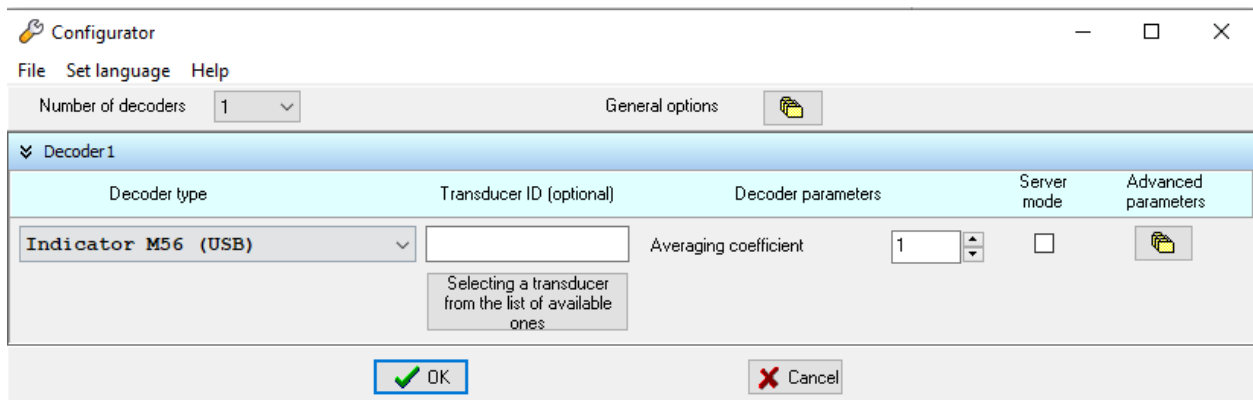 Configurator
File Set language Help
Number of decoders 1 General options
Decoder1
Decoder type Transducer ID (optional) Decoder parameters Server mode Advanced parameters
Indicator M56 (USB) Averaging coefficient 1
Selecting a transducer
from the list of available
ones
OK Cancel